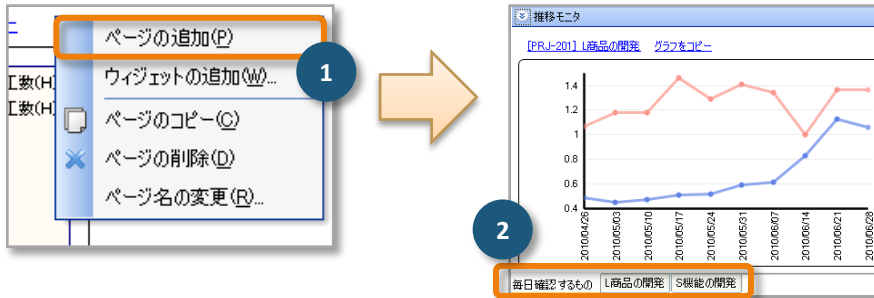 ページの追加(P)
ウィジェットの追加(W)...
ページのコピー(C)
ページの削除(D)
ページ名の変更(R)...
工数(H)
工数(H)
1
推移モニタ
[PRJ-201] L商品の開発 グラフをコピー
1.4
1.2
1
0.8
0.6
0.4
2010/04/26
2010/05/03
2010/05/10
2010/05/17
2010/05/24
2010/05/31
2010/06/07
2010/06/14
2010/06/21
2010/06/28
2
毎日確認するもの L商品の開発 S機能の開発